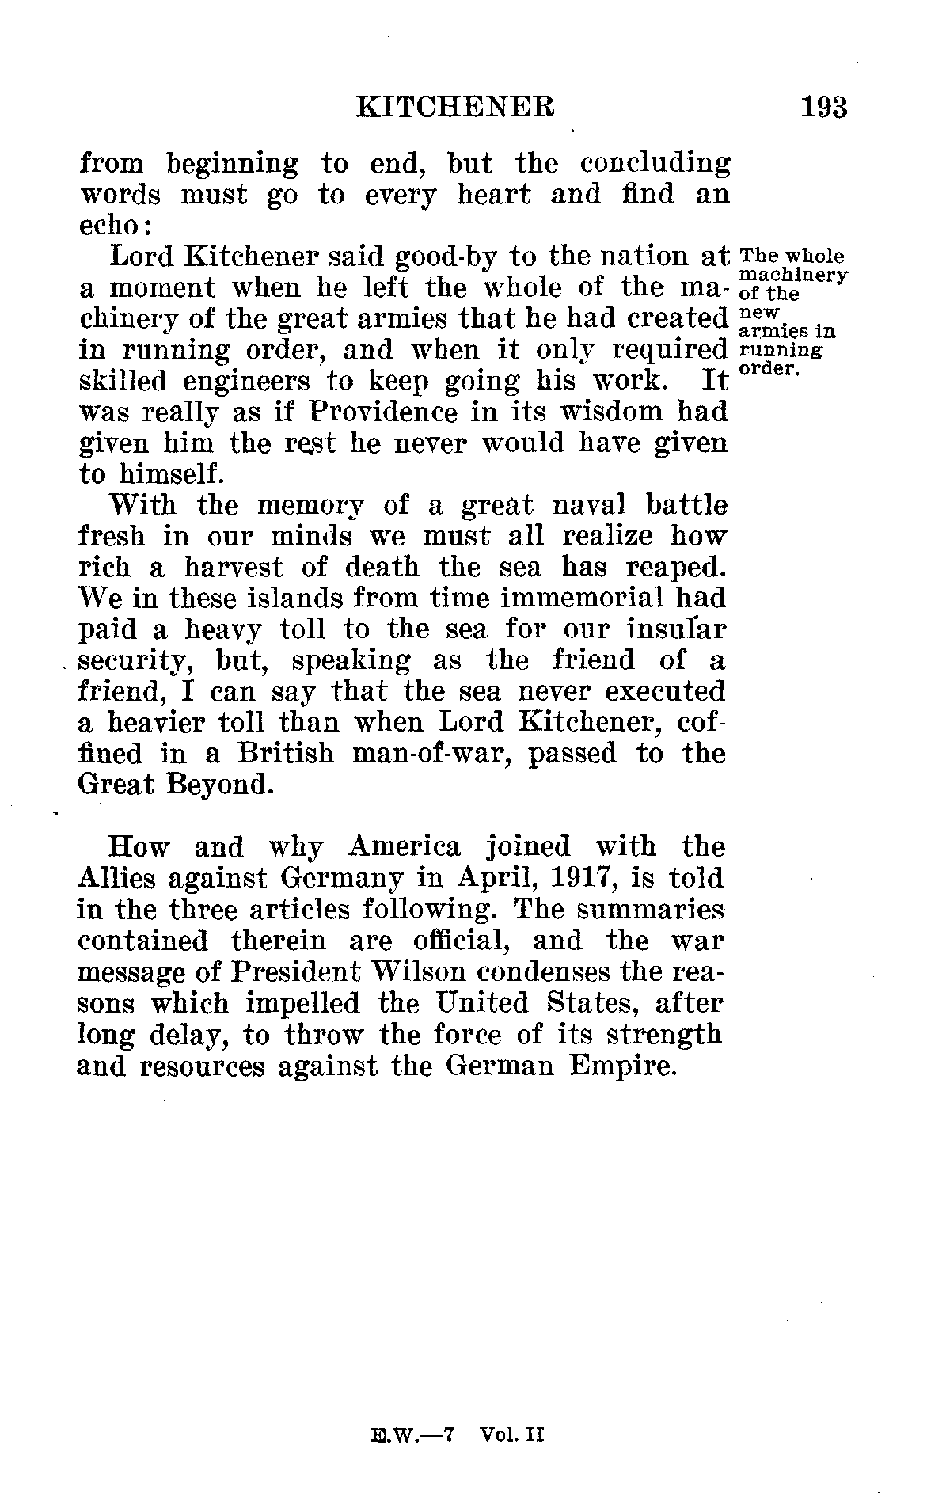 KITCHENER 193
from beginning to end, but the concluding
words must go to every heart and find an
echo:
Lord Kitchener said good-by to the nation at
a moment when he left the whole of the ma-
chinery of the great armies that he had created
in running order, and when it only required
skilled engineers to keep going his work. It
was really as if Providence in its wisdom had
given him the rest he never would have given
to himself.
The whole
machinery
of the
new
armies in
running
order.
With the memory of a great naval battle
fresh in our minds we must all realize how
rich a harvest of death the sea has reaped.
We in these islands from time immemorial had
paid a heavy toll to the sea for our insular
security, but, speaking as the friend of a
friend, I can say that the sea never executed
a heavier toll than when Lord Kitchener, cof-
fined in a British man-of-war, passed to the
Great Beyond.
How and why America joined with the
Allies against Germany in April, 1917, is told
in the three articles following. The summaries
contained therein are official, and the war
message of President Wilson condenses the rea-
sons which impelled the United States, after
long delay, to throw the force of its strength
and resources against the German Empire.
E.W.—7 Vol. II